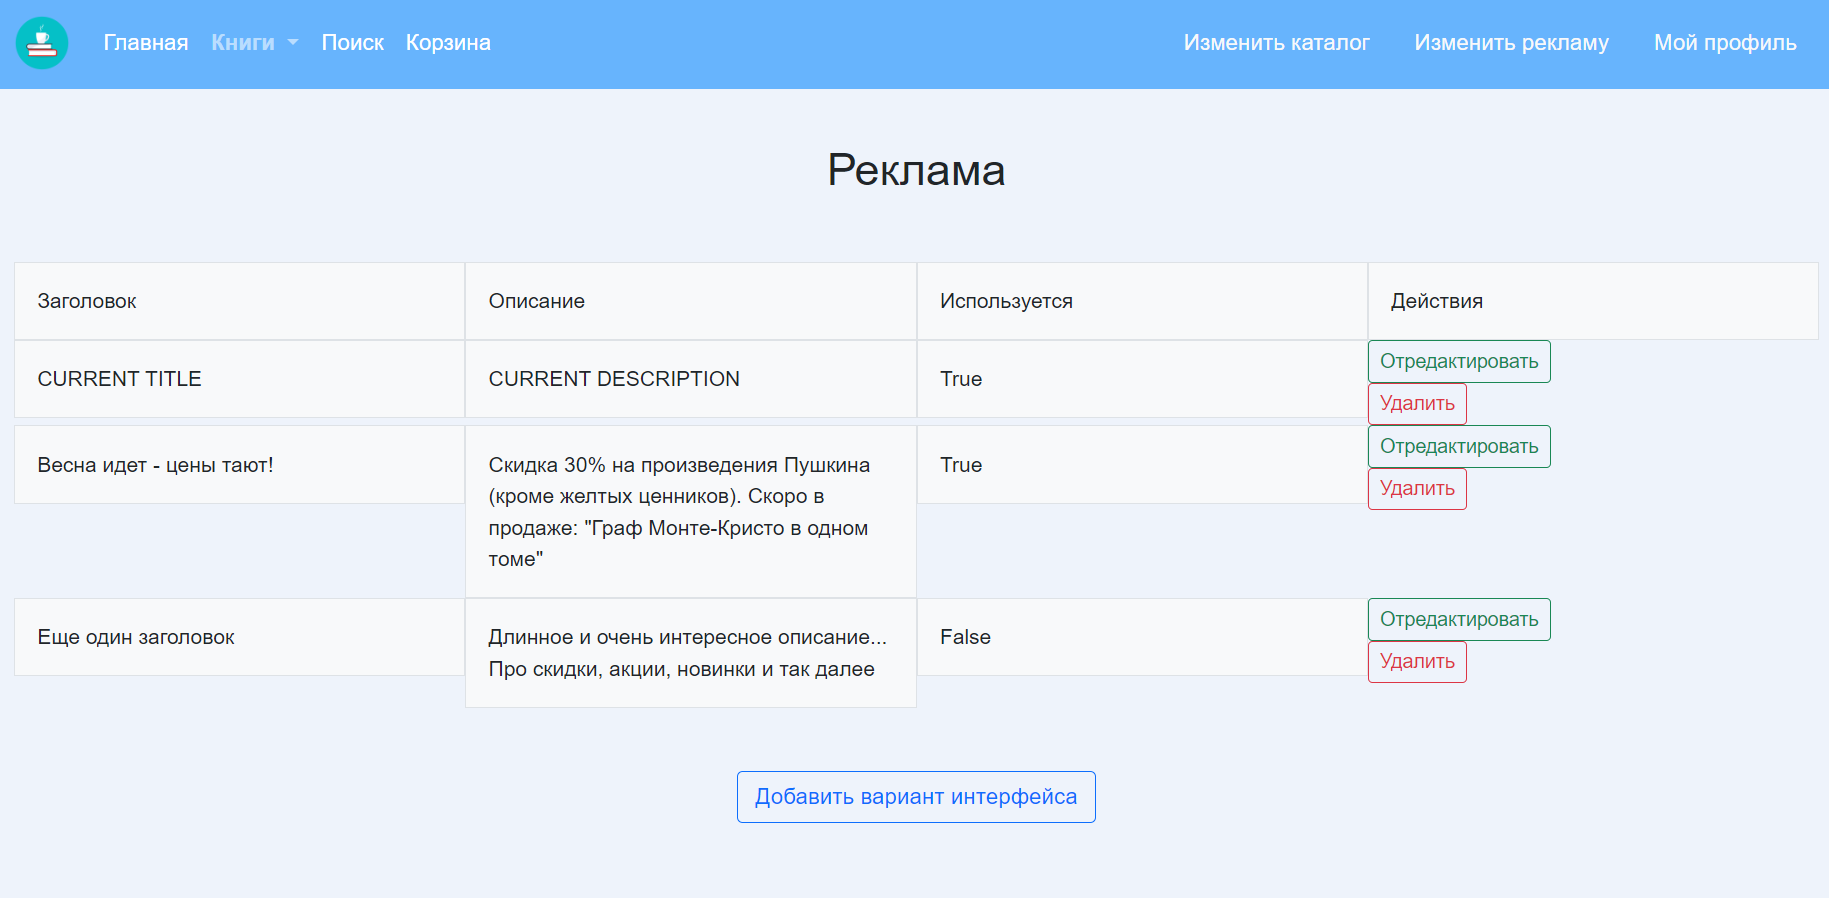 Главная Книги Поиск Корзина Изменить каталог Изменить рекламу Мой профиль
Реклама
Заголовок Описание Используется Действия
CURRENT TITLE CURRENT DESCRIPTION True Отредактировать
Удалить
Весна идет - цены тают! Скидка 30% на произведения Пушкина True Отредактировать
(кроме желтых ценников). Скоро в Удалить
продаже: "Граф Монте-Кристо в одном
томе"
Еще один заголовок Длинное и очень интересное описание... False Отредактировать
Про скидки, акции, новинки и так далее Удалить
Добавить вариант интерфейса